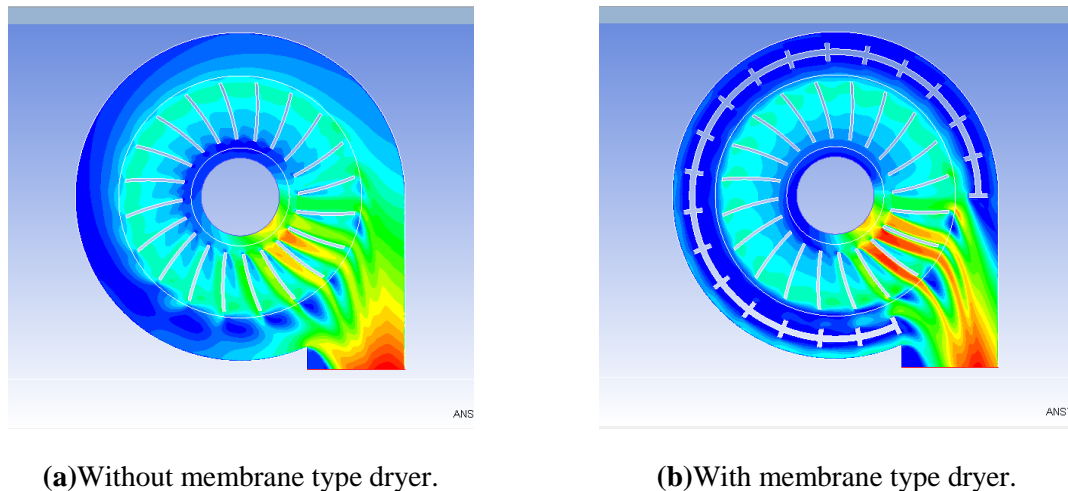 ANS
ANS
(a)Without membrane type dryer.
(b)With membrane type dryer.